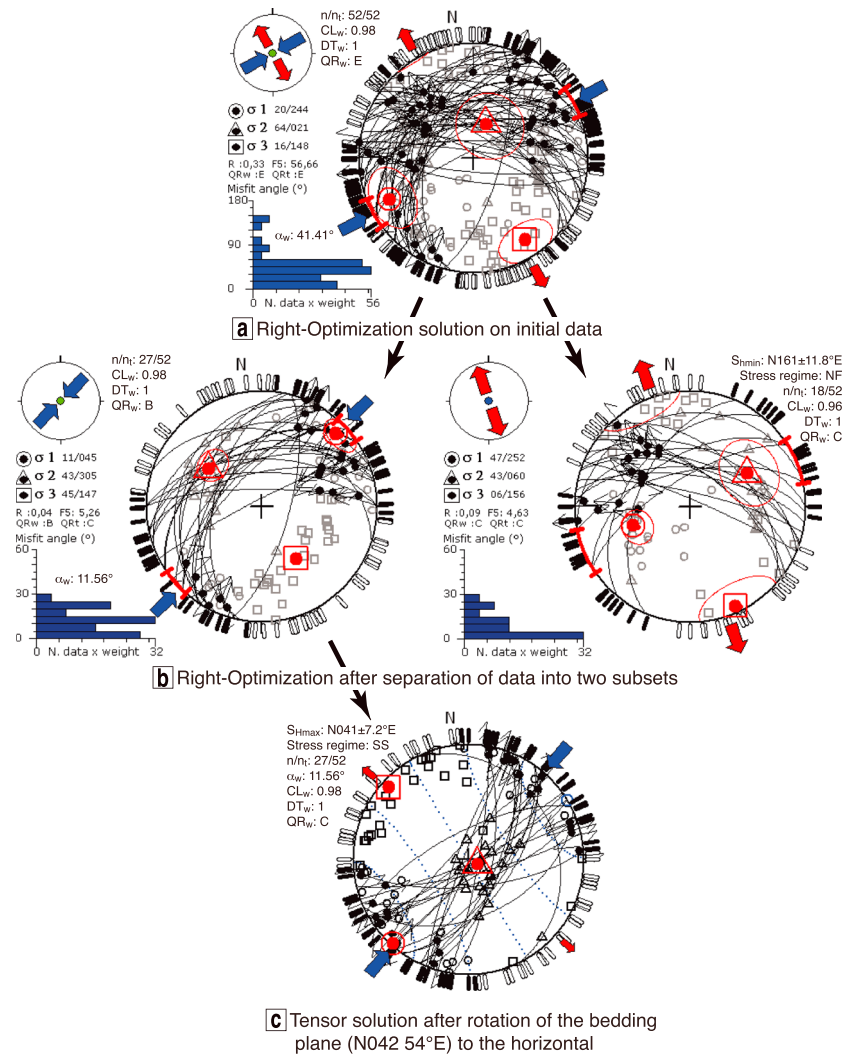 N
n/nt: 52/52
CLw: 0.98
DTw: 1
QRw: E
σ 1 20/244
σ 2 64/021
σ 3 16/148
R :0,33 F5: 56,66
QRw :E QRt :E
Misfit angle (°)
180
αw: 41.41°
90
0
0 N. data x weight 56
a Right-Optimization solution on initial data
N
n/nt: 27/52
CLw: 0.98
DTw: 1
QRw: B
σ 1 11/045
σ 2 43/305
σ 3 45/147
R :0,04 F5: 5,26
QRw :B QRt :C
Misfit angle (°)
60
αw: 11.56°
30
0
0 N. data x weight 32
N
Shmin: N161±11.8°E
Stress regime: NF
n/nt: 18/52
CLw: 0.96
DTw: 1
QRw: C
σ 1 47/252
σ 2 43/060
σ 3 06/156
R :0,09 F5: 4,63
QRw :C QRt :C
Misfit angle (°)
60
30
0
0 N. data x weight 32
b Right-Optimization after separation of data into two subsets
N
SHmax: N041±7.2°E
Stress regime: SS
n/nt: 27/52
αw: 11.56°
CLw: 0.98
DTw: 1
QRw: C
c Tensor solution after rotation of the bedding
plane (N042 54°E) to the horizontal